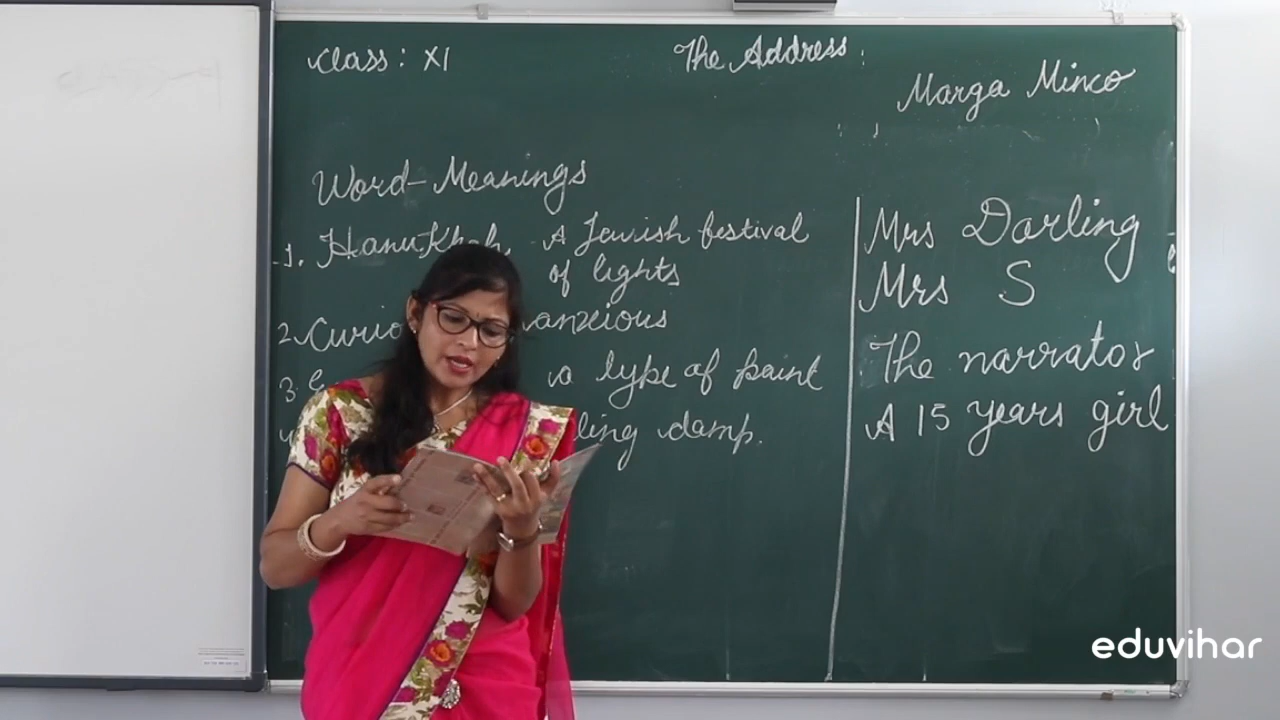 Class: XI
The Address:
Marga Minco
Word-Meanings
1. Hanukkah. A Jewish festival
of lights
2. Curio anxious
3. a type of paint
ling damp.
Mrs Darling
Mrs S
The narrator
A 15 years girl
eduvihar